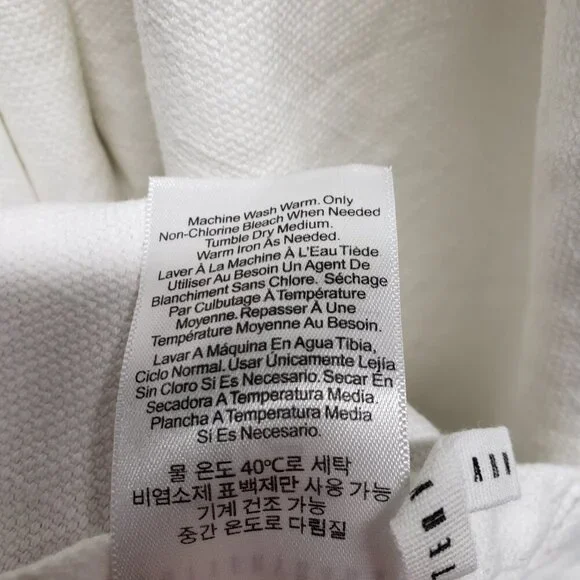 Machine Wash Warm. Only
Non-Chlorine Bleach When Needed
Tumble Dry Medium.
Warm Iron As Needed.
Laver À La Machine À L'Eau Tiède
Utiliser Au Besoin Un Agent De
Blanchiment Sans Chlore. Séchage
Par Culbutage À Température
Moyenne. Repasser À Une
Température Moyenne Au Besoin.
Lavar A Máquina En Agua Tibia,
Ciclo Normal. Usar Únicamente Lejía
Sin Cloro Si Es Necesario. Secar En
Secadora A Temperatura Media
Plancha A Temperatura Media
Si Es Necesario.
물 온도 40℃로 세탁
비염소제 표백제만 사용 가능
기계 건조 가능
중간 온도로 다림질